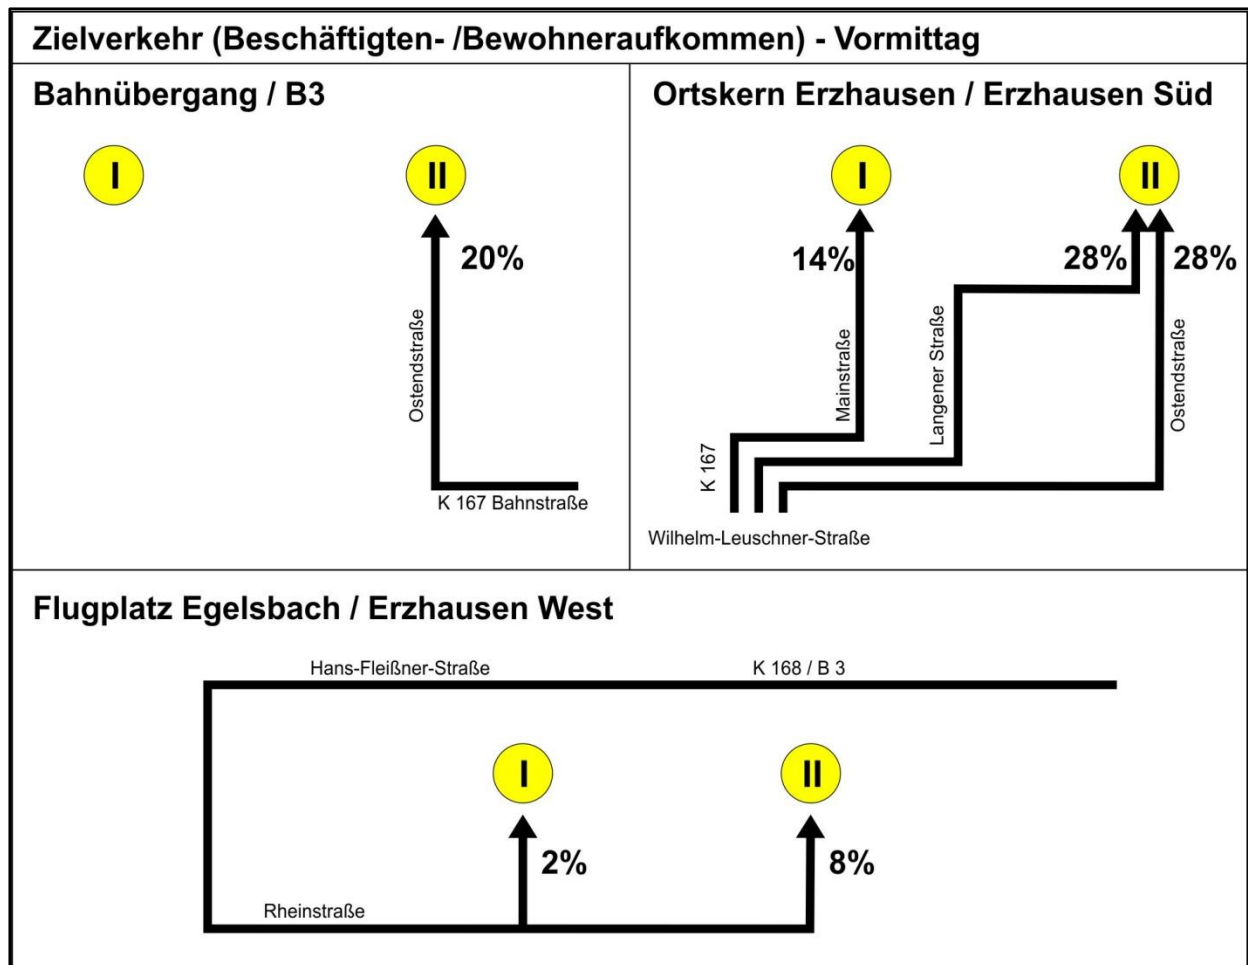 Zielverkehr (Beschäftigten- /Bewohneraufkommen) - Vormittag
Bahnübergang / B3
I
II
20%
Ostendstraße
K 167 Bahnstraße
Ortskern Erzhausen / Erzhausen Süd
I
II
14%
28%
28%
Mainstraße
Langener Straße
Ostendstraße
K 167
Wilhelm-Leuschner-Straße
Flugplatz Egelsbach / Erzhausen West
Hans-Fleißner-Straße
K 168 / B 3
I
II
2%
8%
Rheinstraße